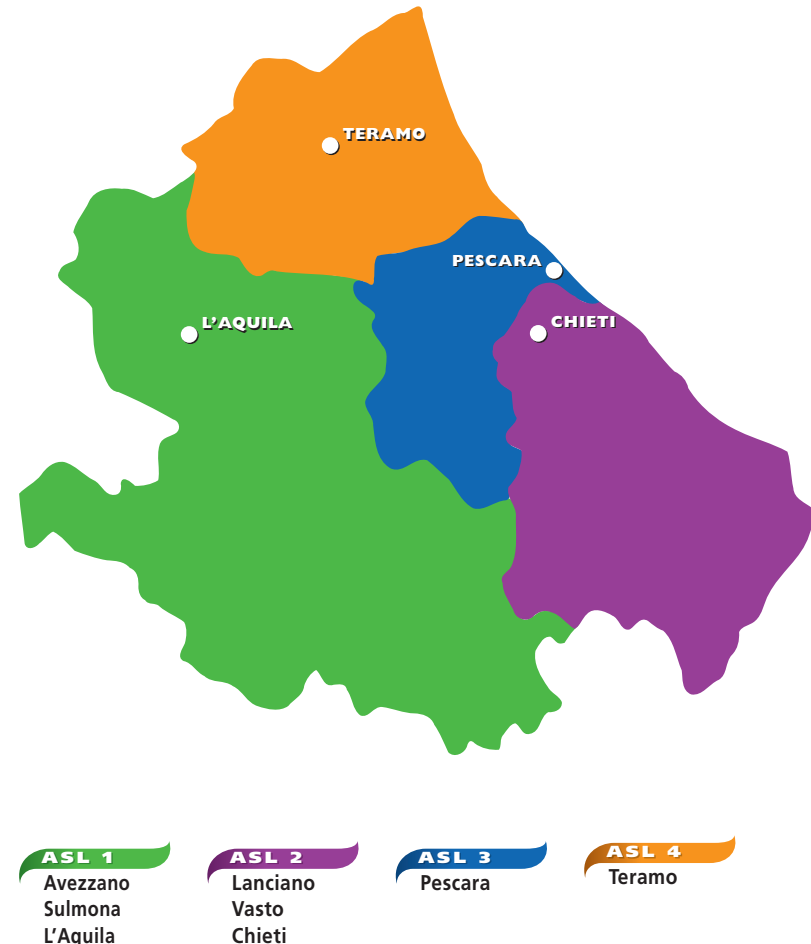 TERAMO
PESCARA
L'AQUILA
CHIETI
ASL 1
Avezzano
Sulmona
L'Aquila
ASL 2
Lanciano
Vasto
Chieti
ASL 3
Pescara
ASL 4
Teramo